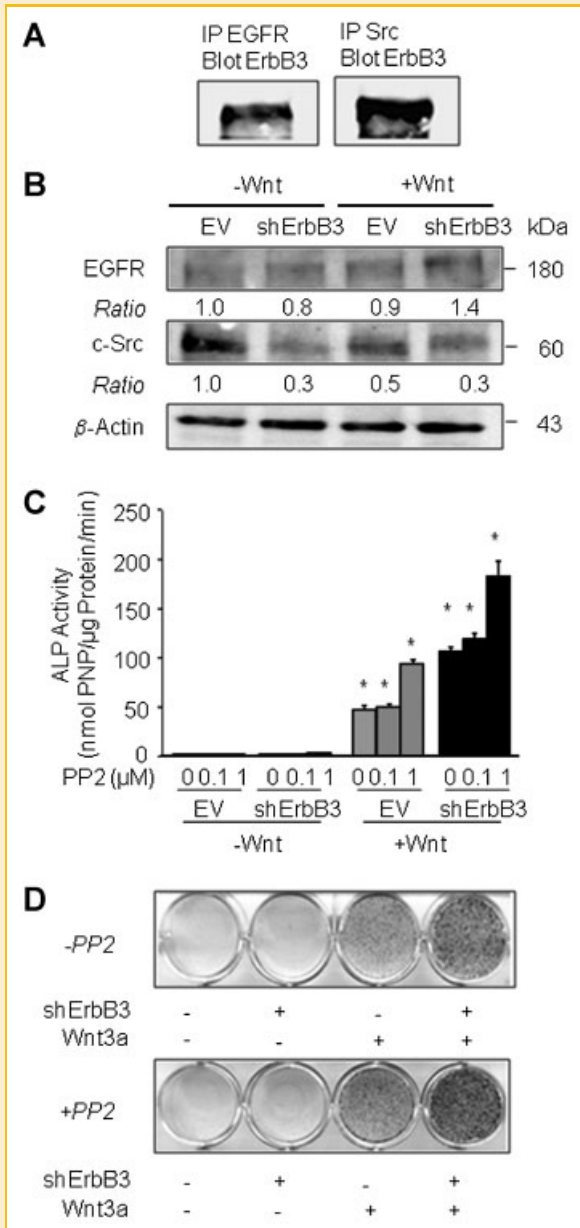 A
IP EGFR IP Src
Blot ErbB3 Blot ErbB3
B
-Wnt +Wnt
EV shErbB3 EV shErbB3 kDa
EGFR 180
Ratio 1.0 0.8 0.9 1.4
c-Src 60
Ratio 1.0 0.3 0.5 0.3
β-Actin 43
C
ALP Activity
(nmol PNP/µg Protein/min)
250
200
150
100
50
0
* * * * * *
PP2 (µM) 0 0.1 1 0 0.1 1 0 0.1 1 0 0.1 1
EV shErbB3 EV shErbB3
-Wnt +Wnt
D
-PP2
shErbB3 - + - +
Wnt3a - - + +
+PP2
shErbB3 - + - +
Wnt3a - - + +